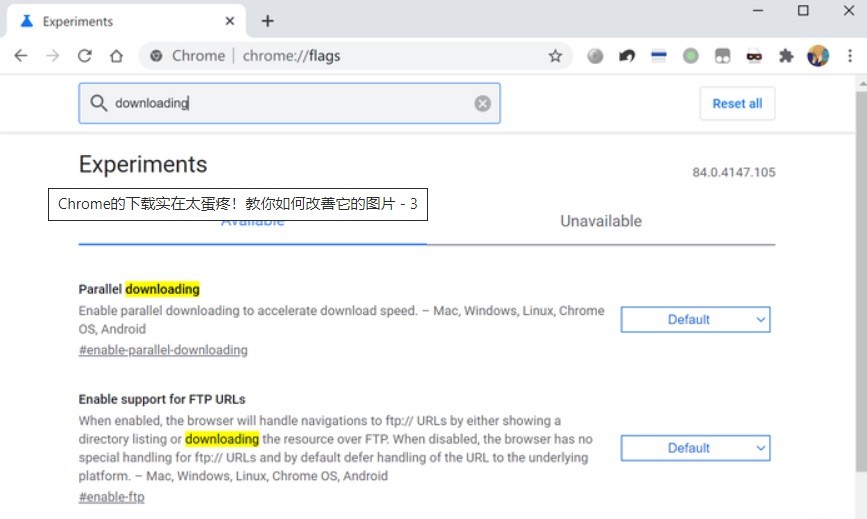 Experiments
Chrome | chrome://flags
downloading
Reset all
Experiments
84.0.4147.105
Chrome的下载实在太蛋疼！教你如何改善它的图片 - 3
Available
Unavailable
Parallel downloading
Enable parallel downloading to accelerate download speed. – Mac, Windows, Linux, Chrome
OS, Android
Default
#enable-parallel-downloading
Enable support for FTP URLs
When enabled, the browser will handle navigations to ftp:// URLs by either showing a
directory listing or downloading the resource over FTP. When disabled, the browser has no
special handling for ftp:// URLs and by default defer handling of the URL to the underlying
platform. – Mac, Windows, Linux, Chrome OS, Android
Default
#enable-ftp